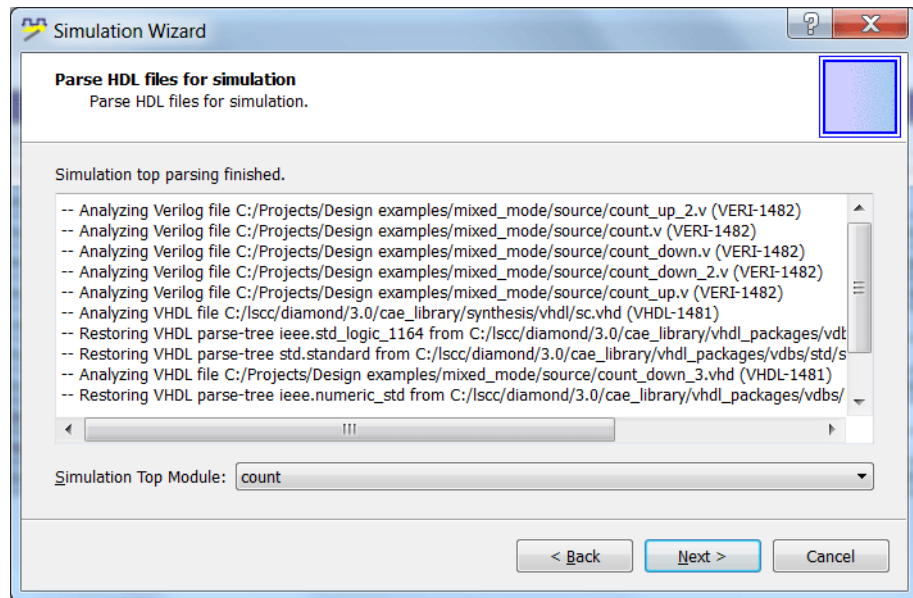 Simulation Wizard
Parse HDL files for simulation
Parse HDL files for simulation.
Simulation top parsing finished.
-- Analyzing Verilog file C:/Projects/Design examples/mixed_mode/source/count_up_2.v (VERI-1482)
-- Analyzing Verilog file C:/Projects/Design examples/mixed_mode/source/count.v (VERI-1482)
-- Analyzing Verilog file C:/Projects/Design examples/mixed_mode/source/count_down.v (VERI-1482)
-- Analyzing Verilog file C:/Projects/Design examples/mixed_mode/source/count_down_2.v (VERI-1482)
-- Analyzing Verilog file C:/Projects/Design examples/mixed_mode/source/count_up.v (VERI-1482)
-- Analyzing VHDL file C:/lscc/diamond/3.0/cae_library/synthesis/vhdl/sc.vhd (VHDL-1481)
-- Restoring VHDL parse-tree ieee.std_logic_1164 from C:/lscc/diamond/3.0/cae_library/vhdl_packages/vdb
-- Restoring VHDL parse-tree std.standard from C:/lscc/diamond/3.0/cae_library/vhdl_packages/vdbs/std/s
-- Analyzing VHDL file C:/Projects/Design examples/mixed_mode/source/count_down_3.vhd (VHDL-1481)
-- Restoring VHDL parse-tree ieee.numeric_std from C:/lscc/diamond/3.0/cae_library/vhdl_packages/vdbs/
Simulation Top Module: count
< Back Next > Cancel